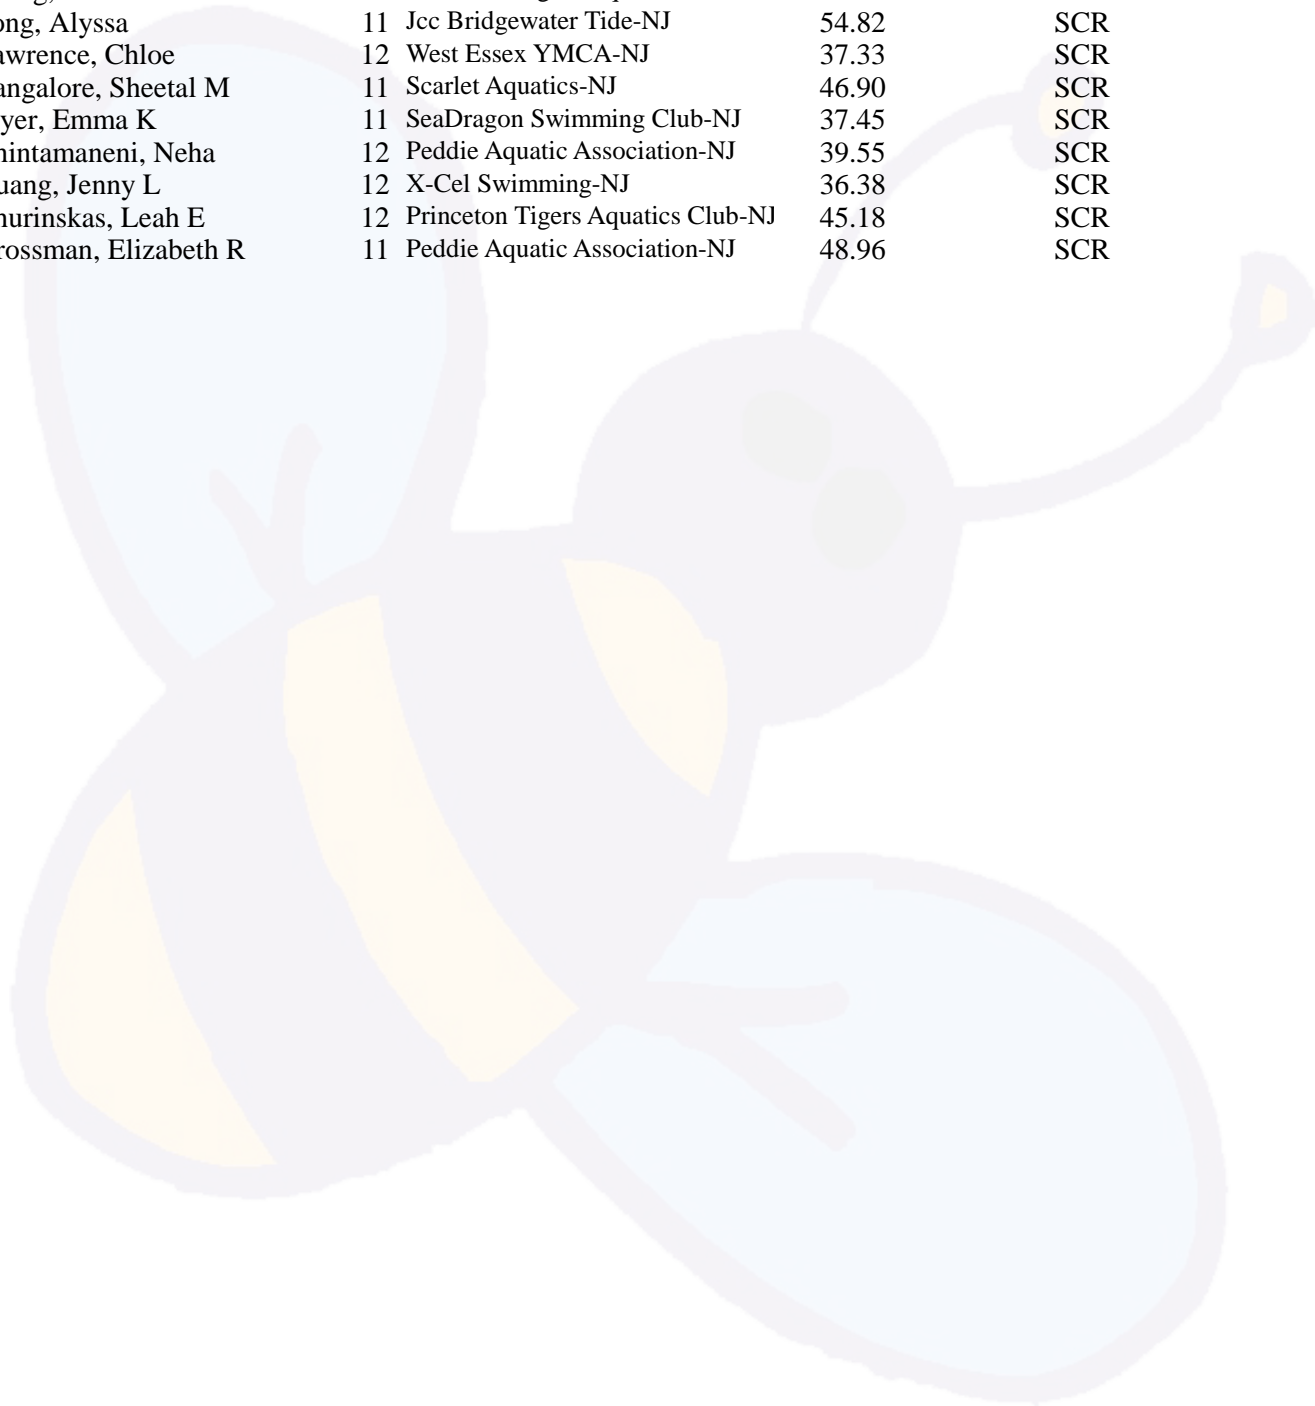 ong, Alyssa 11 Jcc Bridgewater Tide-NJ 54.82 SCR
awrence, Chloe 12 West Essex YMCA-NJ 37.33 SCR
angalore, Sheetal M 11 Scarlet Aquatics-NJ 46.90 SCR
yer, Emma K 11 SeaDragon Swimming Club-NJ 37.45 SCR
hintamaneni, Neha 12 Peddie Aquatic Association-NJ 39.55 SCR
uang, Jenny L 12 X-Cel Swimming-NJ 36.38 SCR
hurinskas, Leah E 12 Princeton Tigers Aquatics Club-NJ 45.18 SCR
rossman, Elizabeth R 11 Peddie Aquatic Association-NJ 48.96 SCR